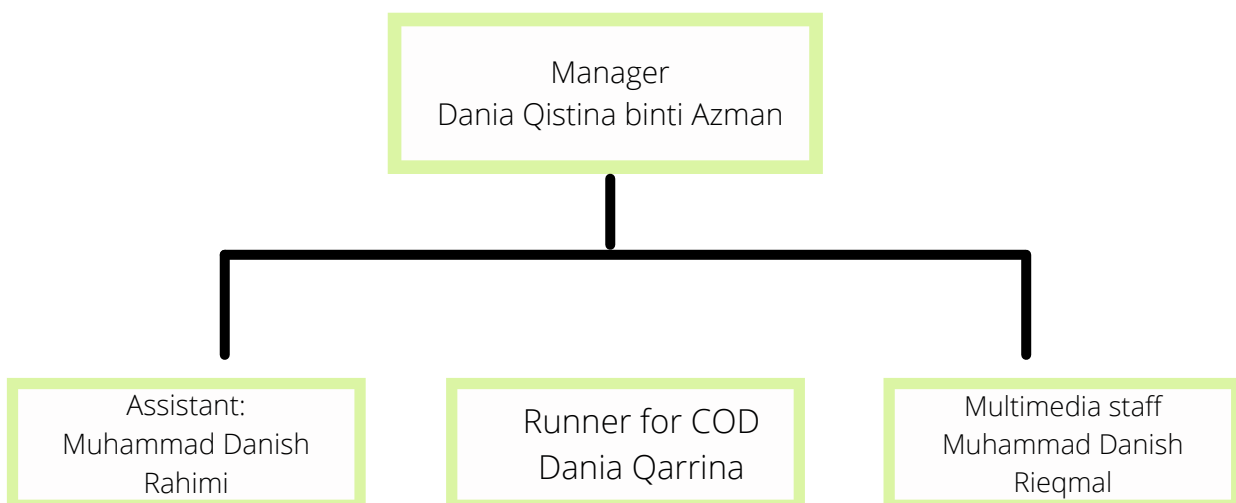 Manager
Dania Qistina binti Azman
Assistant:
Muhammad Danish
Rahimi
Runner for COD
Dania Qarrina
Multimedia staff
Muhammad Danish
Rieqmal